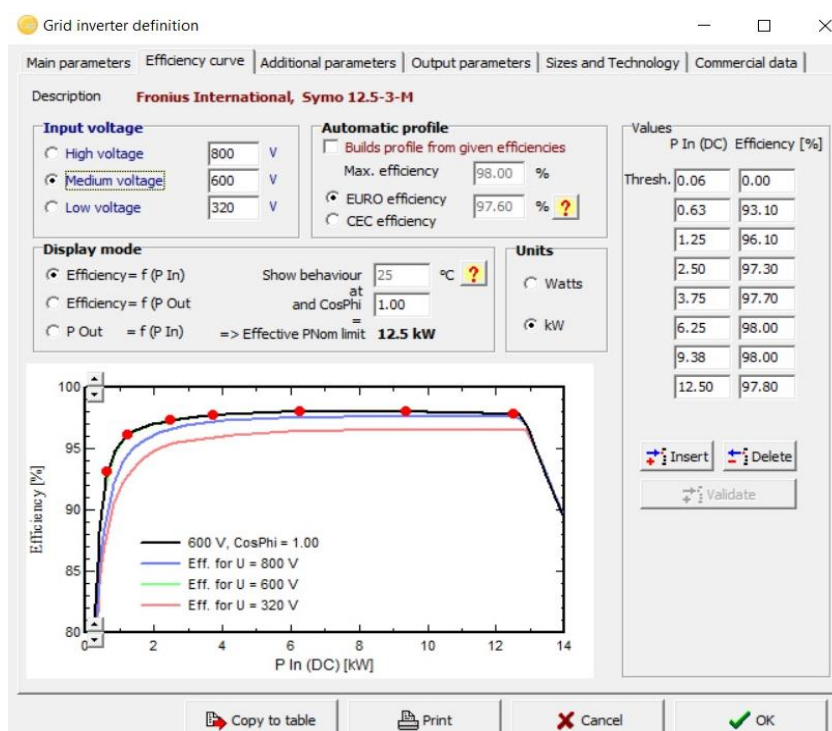 Grid inverter definition
Main parameters Efficiency curve Additional parameters Output parameters Sizes and Technology Commercial data
Description Fronius International, Symo 12.5-3-M
Input voltage
High voltage 800 V
Medium voltage 600 V
Low voltage 320 V
Automatic profile
Builds profile from given efficiencies
Max. efficiency 98.00 %
EURO efficiency 97.60 % ?
CEC efficiency
Values
P In (DC) Efficiency [%]
Thresh. 0.06 0.00
0.63 93.10
1.25 96.10
2.50 97.30
3.75 97.70
6.25 98.00
9.38 98.00
12.50 97.80
Insert Delete
Validate
Display mode
Efficiency= f (P In) Show behaviour at 25 ºC ?
Efficiency= f (P Out and CosPhi = 1.00
P Out = f (P In) => Effective PNom limit 12.5 kW
Units
Watts
kW
100
95
90
85
80
Efficiency [%]
600 V, CosPhi = 1.00
Eff. for U = 800 V
Eff. for U = 600 V
Eff. for U = 320 V
0 2 4 6 8 10 12 14
P In (DC) [kW]
Copy to table Print Cancel OK